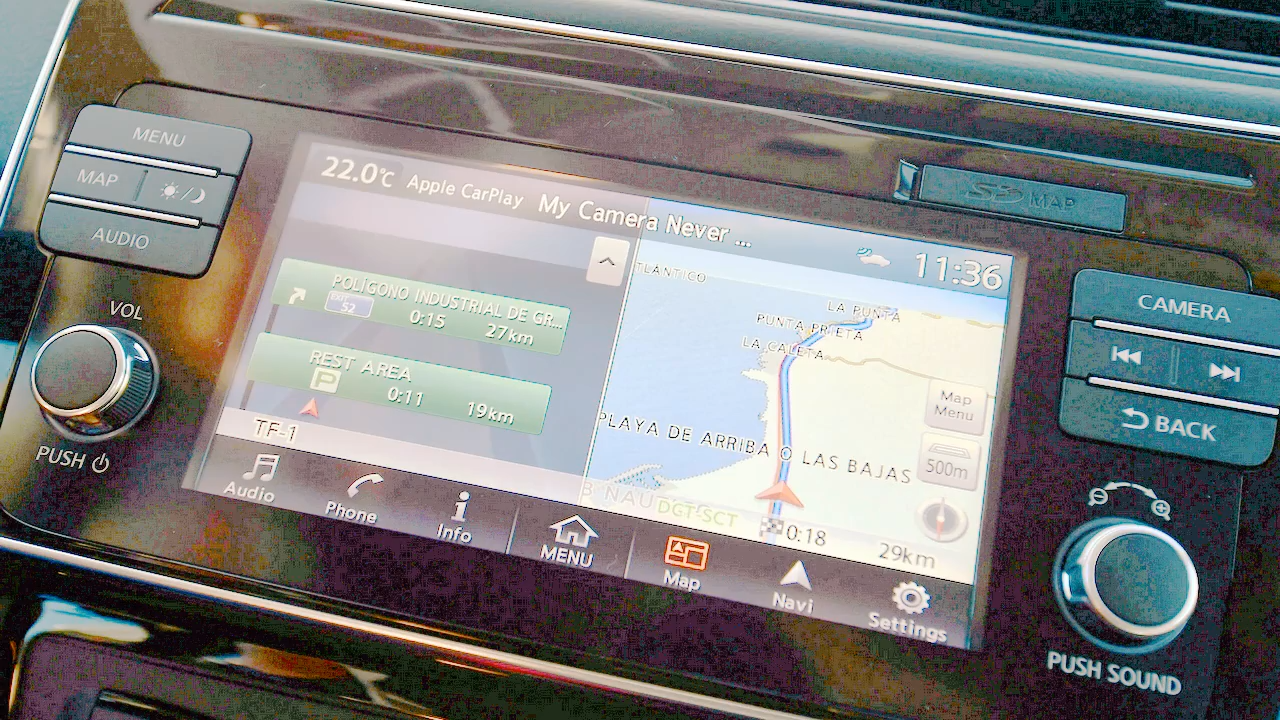 MENU
MAP
AUDIO
VOL
PUSH
22.0°C Apple CarPlay My Camera Never ...
11:36
SD MAP
POLÍGONO INDUSTRIAL DE GR...
EXIT
52
0:15 27km
REST AREA
P
0:11 19km
TF-1
TLÁNTICO
LA PUNTA
PUNTA PRIETA
LA CALETA
PLAYA DE ARRIBA O LAS BAJAS
B NAU
DGT-SCT
Map
Menu
500m
0:18 29km
Audio
Phone
Info
MENU
Map
Navi
Settings
CAMERA
BACK
PUSH SOUND